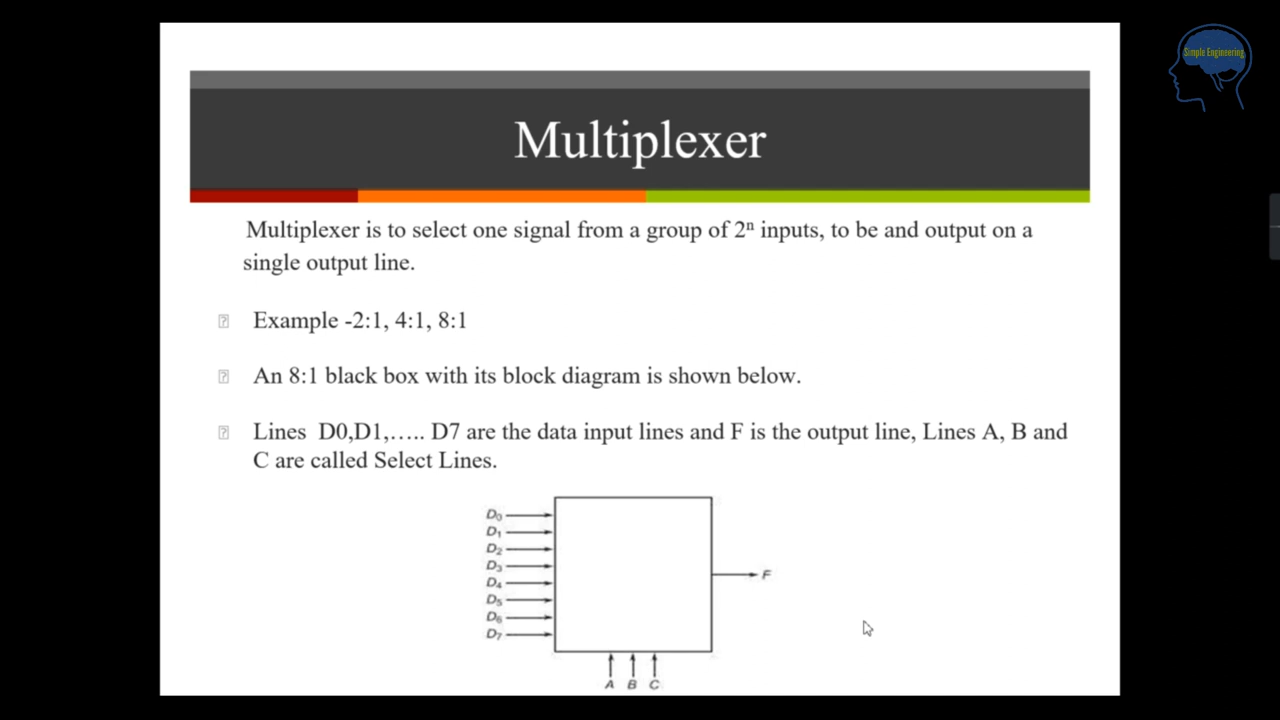 Simple Engineering
Multiplexer
Multiplexer is to select one signal from a group of 2ⁿ inputs, to be and output on a
single output line.
Example -2:1, 4:1, 8:1
An 8:1 black box with its block diagram is shown below.
Lines D0,D1,….. D7 are the data input lines and F is the output line, Lines A, B and
C are called Select Lines.
D₀
D₁
D₂
D₃
D₄
D₅
D₆
D₇
F
A B C